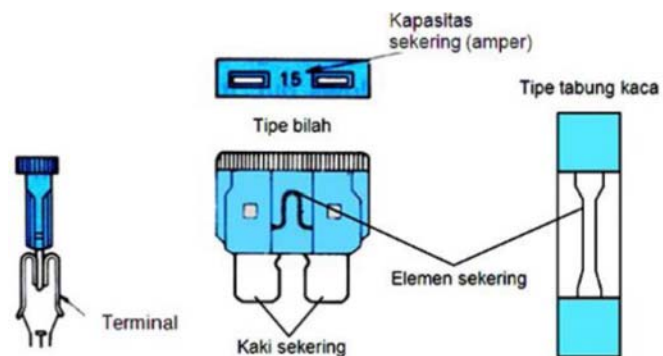 Kapasitas
sekering (amper)
15
Tipe bilah
Tipe tabung kaca
Elemen sekering
Terminal
Kaki sekering